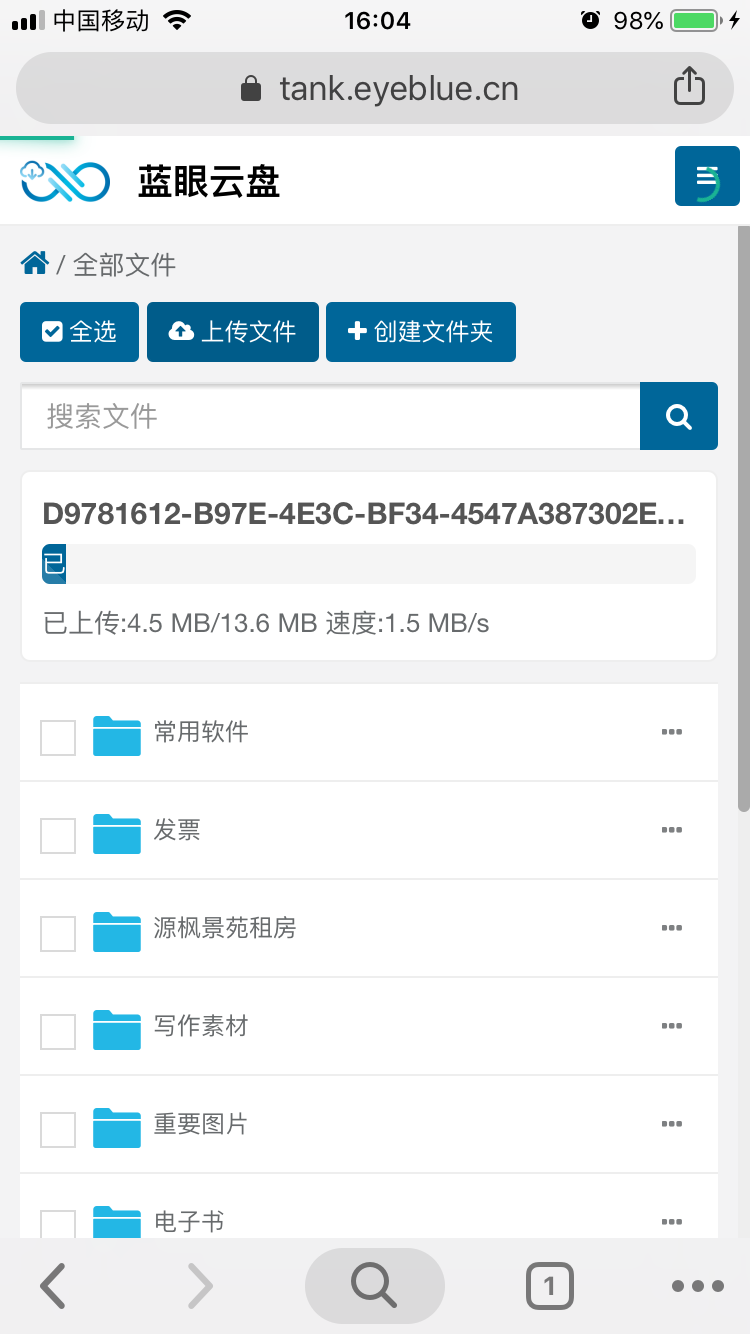 中国移动 16:04 98%
tank.eyeblue.cn
蓝眼云盘
/ 全部文件
全选 上传文件 创建文件夹
搜索文件
D9781612-B97E-4E3C-BF34-4547A387302E...
已
已上传:4.5 MB/13.6 MB 速度:1.5 MB/s
常用软件
发票
源枫景苑租房
写作素材
重要图片
电子书
1